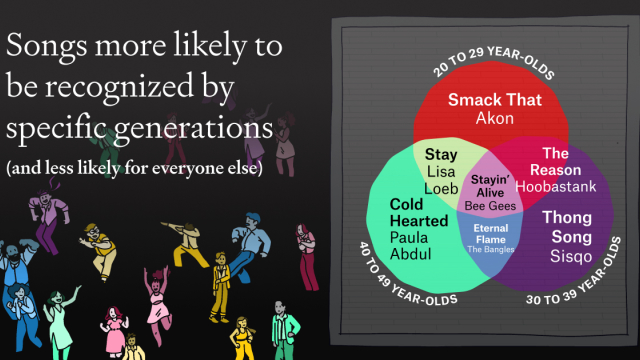 Songs more likely to
be recognized by
specific generations
(and less likely for everyone else)
20 TO 29 YEAR-OLDS
Smack That
Akon
Stay
Lisa
Loeb
The
Reason
Hoobastank
Stayin’
Alive
Bee Gees
Cold
Hearted
Paula
Abdul
Eternal
Flame
The Bangles
Thong
Song
Sisqo
40 TO 49 YEAR-OLDS
30 TO 39 YEAR-OLDS